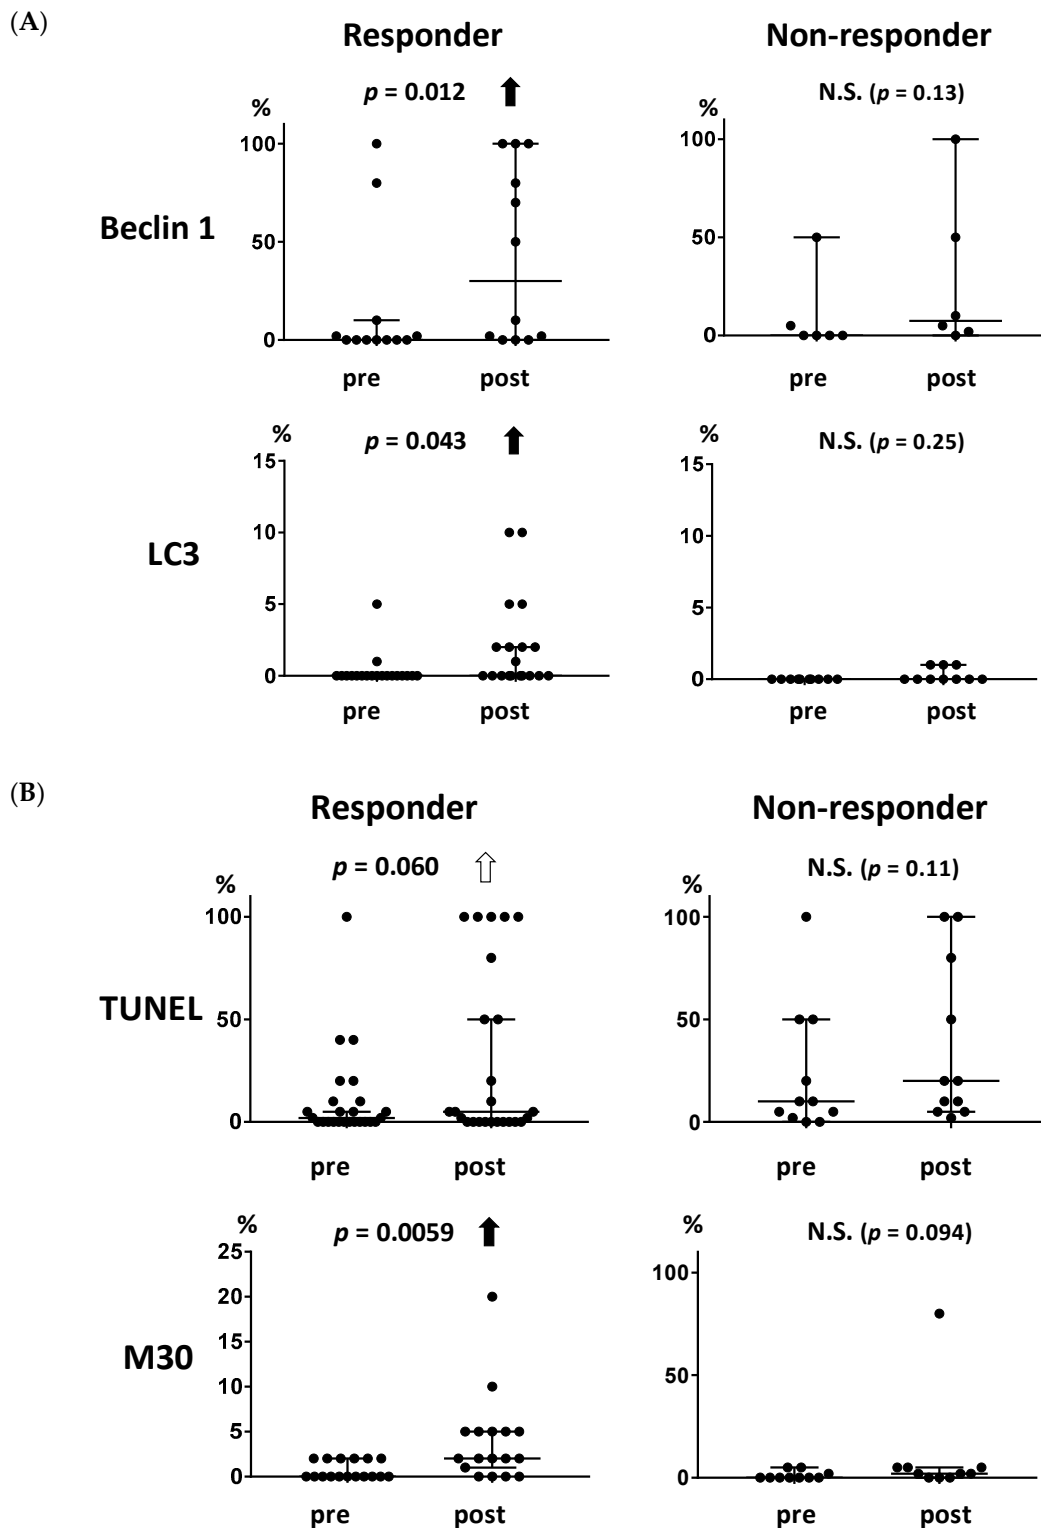 (A)
Responder Non-responder
p = 0.012 N.S. (p = 0.13)
% %
Beclin 1
100 100
50 50
0 0
pre post pre post
p = 0.043 N.S. (p = 0.25)
% %
LC3
15 15
10 10
5 5
0 0
pre post pre post
(B)
Responder Non-responder
p = 0.060 N.S. (p = 0.11)
% %
TUNEL
100 100
50 50
0 0
pre post pre post
p = 0.0059 N.S. (p = 0.094)
% %
M30
25 100
20
15 50
10
5
0 0
pre post pre post